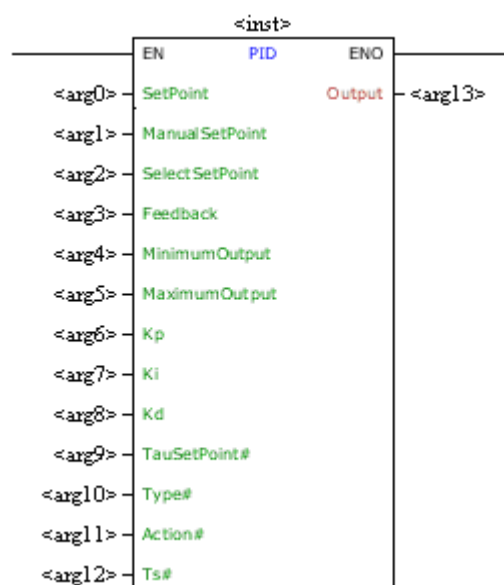 <inst>
EN PID ENO
<arg0> SetPoint Output <arg13>
<arg1> ManualSetPoint
<arg2> SelectSetPoint
<arg3> Feedback
<arg4> MinimumOutput
<arg5> MaximumOutput
<arg6> Kp
<arg7> Ki
<arg8> Kd
<arg9> TauSetPoint#
<arg10> Type#
<arg11> Action#
<arg12> Ts#